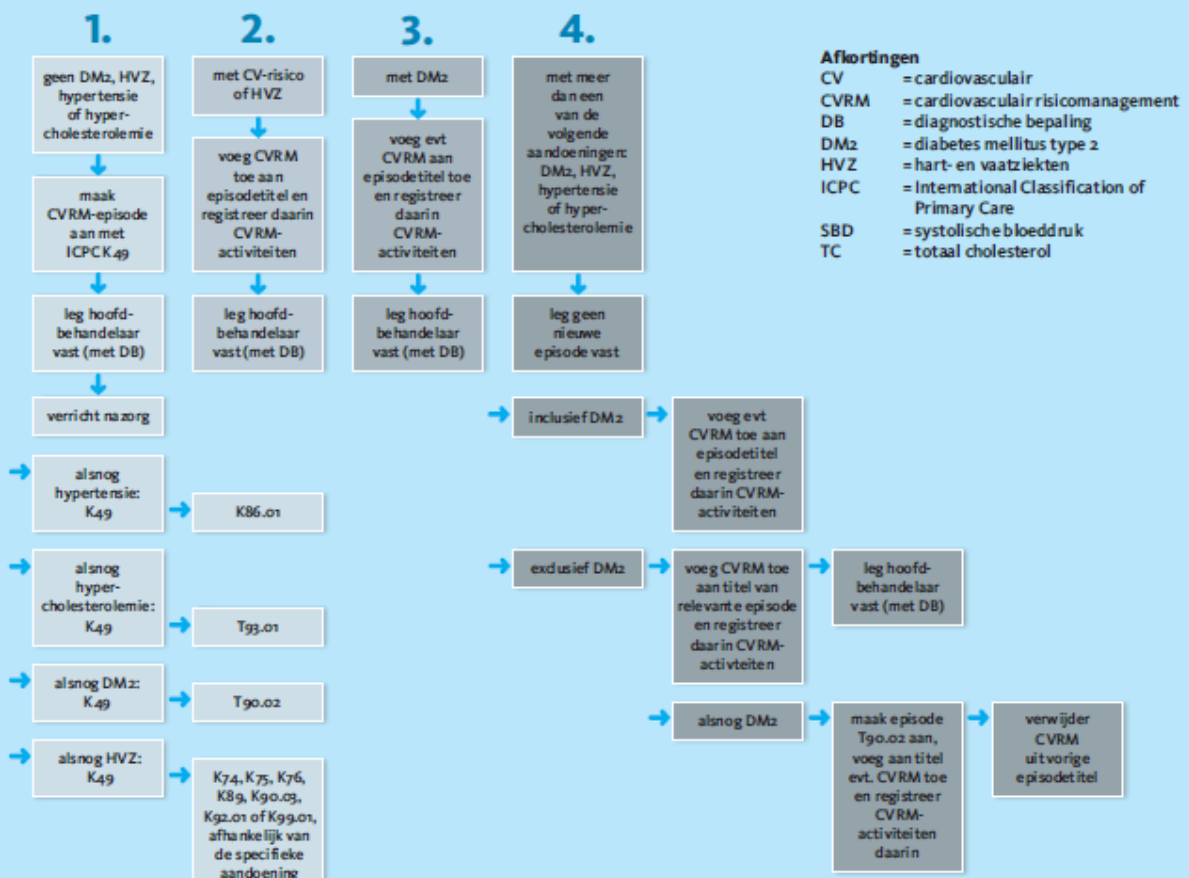 1.
geen DM2, HVZ,
hypertensie
of hyper-
cholesterolemie
maak
CVRM-episode
aan met
ICPC K49
leg hoofd-
behandelaar
vast (met DB)
verricht nazorg
alsnog
hypertensie:
K49
K86.01
alsnog
hyper-
cholesterolemie:
K49
T93.01
alsnog DM2:
K49
T90.02
alsnog HVZ:
K49
K74, K75, K76,
K89, K90.03,
K92.01 of K99.01,
afhankelijk van
de specifieke
aandoening
2.
met CV-risico
of HVZ
voeg CVRM
toe aan
episodetitel en
registreer daarin
CVRM-
activiteiten
leg hoofd-
behandelaar
vast (met DB)
3.
met DM2
voeg evt
CVRM aan
episodetitel toe
en registreer
daarin
CVRM-
activiteiten
leg hoofd-
behandelaar
vast (met DB)
4.
met meer
dan een
van de
volgende
aandoeningen:
DM2, HVZ,
hypertensie
of hyper-
cholesterolemie
leg geen
nieuwe
episode vast
inclusief DM2
voeg evt
CVRM toe aan
episodetitel
en registreer
daarin CVRM-
activiteiten
exclusief DM2
voeg CVRM toe
aan titel van
relevante episode
en registreer
daarin CVRM-
activteiten
leg hoofd-
behandelaar
vast (met DB)
alsnog DM2
maak episode
T90.02 aan,
voeg aan titel
evt. CVRM toe
en registreer
CVRM-
activiteiten
daarin
verwijder
CVRM
uit vorige
episodetitel
Afkortingen
CV = cardiovasculair
CVRM = cardiovasculair risicomanagement
DB = diagnostische bepaling
DM2 = diabetes mellitus type 2
HVZ = hart- en vaatziekten
ICPC = International Classification of
Primary Care
SBD = systolische bloeddruk
TC = totaal cholesterol